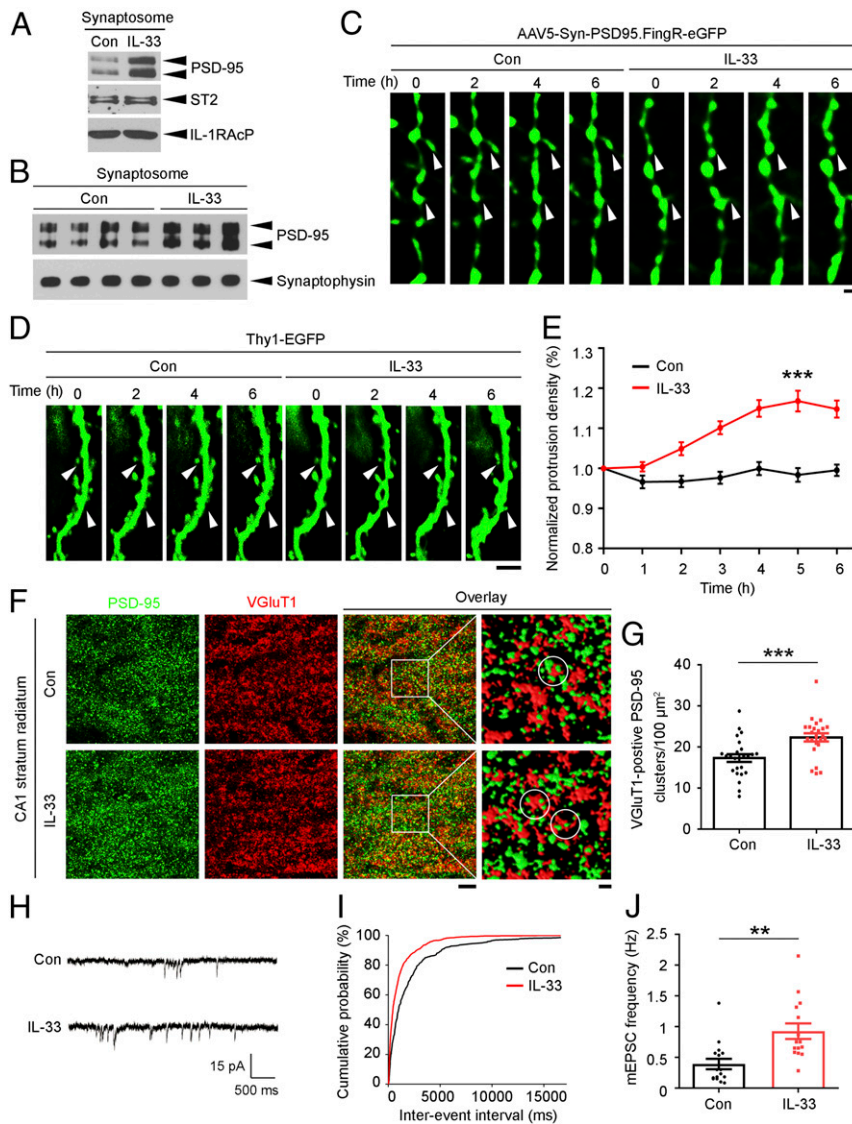 A
Synaptosome
Con IL-33
PSD-95
ST2
IL-1RAcP
B
Synaptosome
Con IL-33
PSD-95
Synaptophysin
C
AAV5-Syn-PSD95.FingR-eGFP
Con IL-33
Time (h) 0 2 4 6 0 2 4 6
D
Thy1-EGFP
Con IL-33
Time (h) 0 2 4 6 0 2 4 6
E
Normalized protrusion density (%)
1.3
1.2
1.1
1.0
0.9
0.8
Con
IL-33
***
0 1 2 3 4 5 6
Time (h)
F
PSD-95 VGluT1 Overlay
CA1 stratum radiatum
Con
IL-33
G
VGluT1-postive PSD-95
clusters/100 µm²
40
30
20
10
0
***
Con IL-33
H
Con
IL-33
15 pA
500 ms
I
Cumulative probability (%)
100
80
60
40
20
0
Con
IL-33
0 5000 10000 15000
Inter-event interval (ms)
J
mEPSC frequency (Hz)
2.5
2
1.5
1
0.5
0
**
Con IL-33